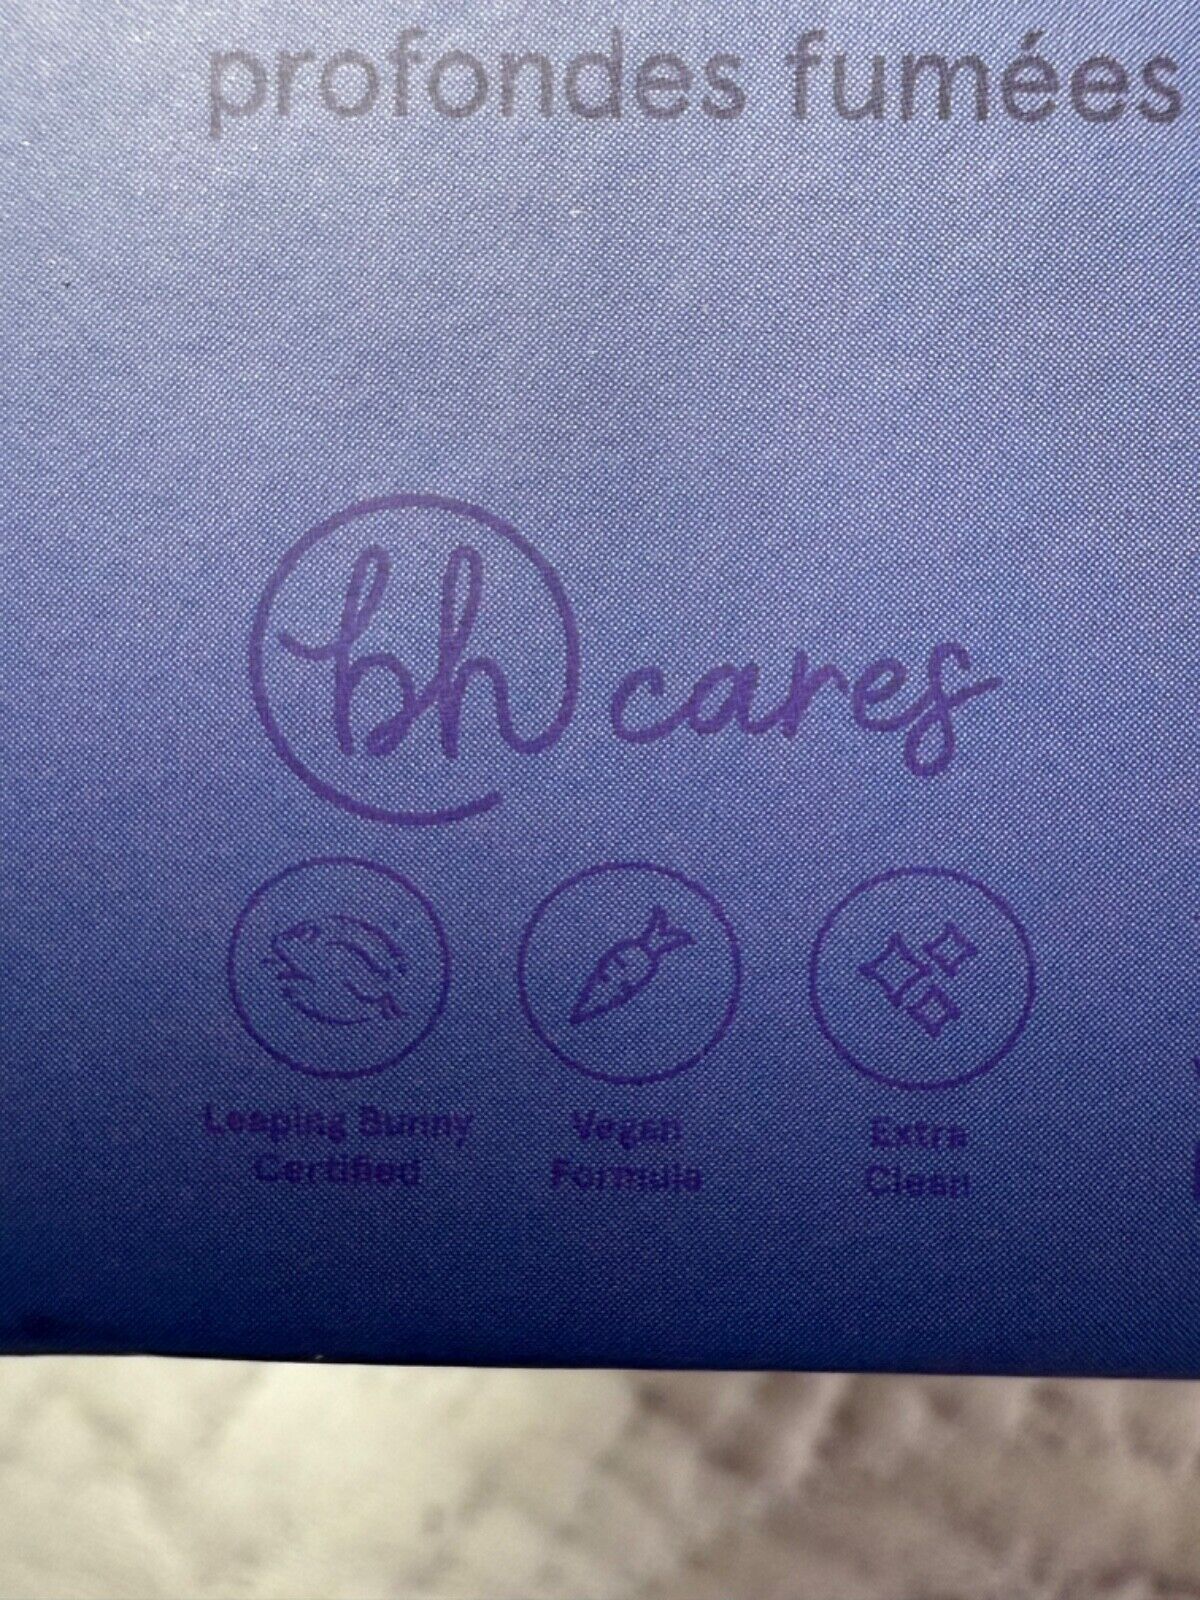 profondes fumées
bh cares
Leaping Bunny
Certified
Vegan
Formula
Extra
Clean